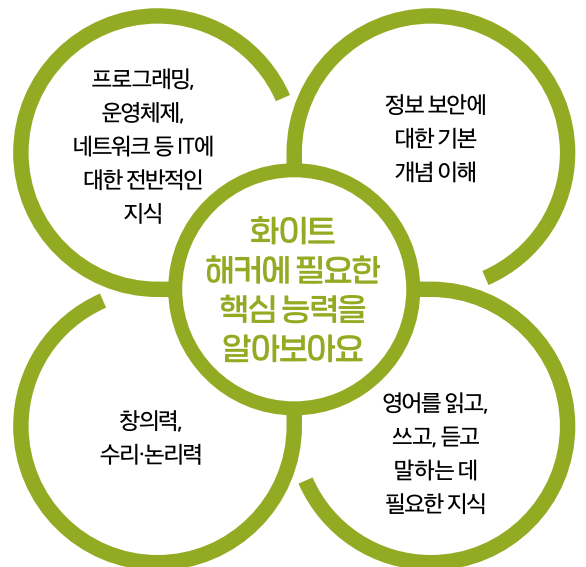 프로그래밍,
운영체제,
네트워크 등 IT에
대한 전반적인
지식
정보 보안에
대한 기본
개념 이해
화이트
해커에 필요한
핵심 능력을
알아보아요
창의력,
수리·논리력
영어를 읽고,
쓰고, 듣고
말하는 데
필요한 지식